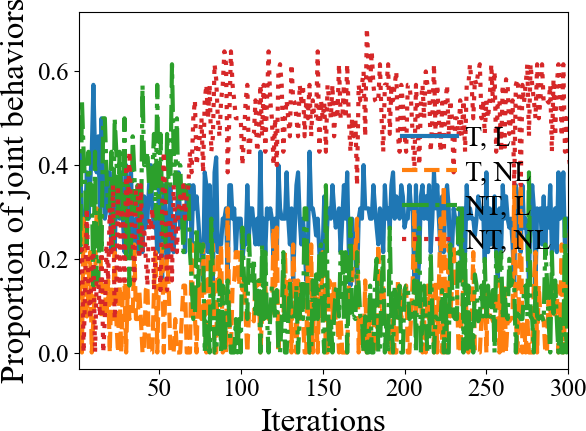 Proportion of joint behaviors
0.6
0.4
0.2
0.0
T, L
T, NL
NT, L
NT, NL
50 100 150 200 250 300
Iterations